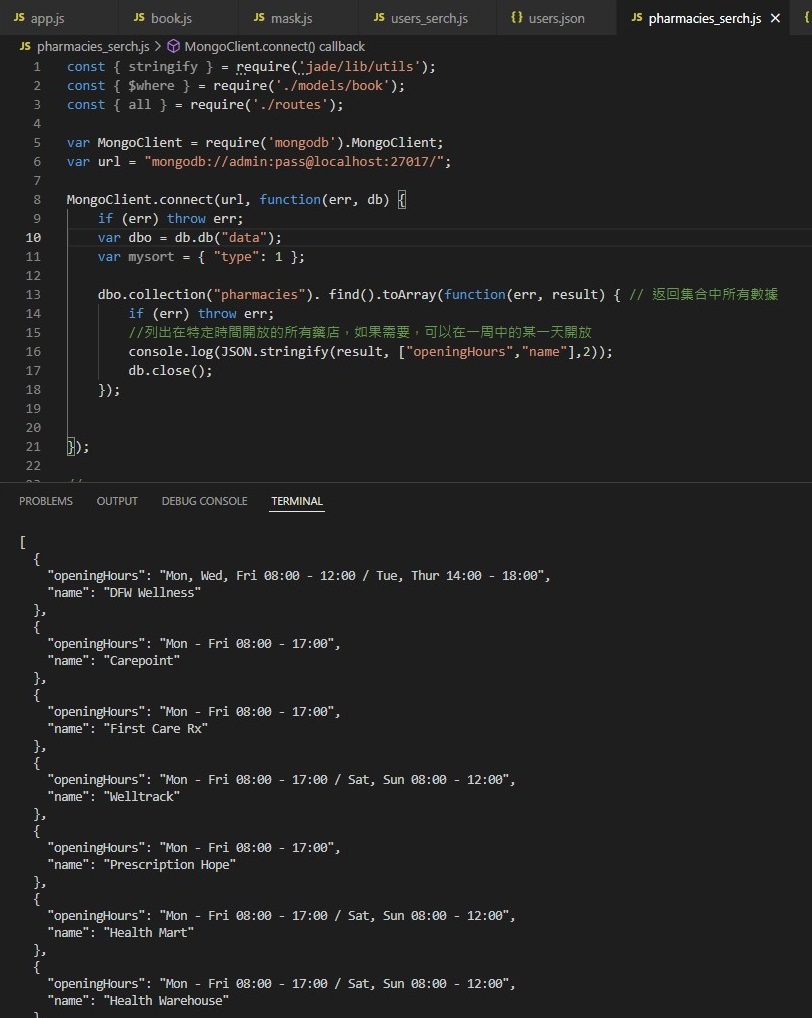 JS app.js JS book.js JS mask.js JS users_serch.js {} users.json JS pharmacies_serch.js × {
JS pharmacies_serch.js > MongoClient.connect() callback
1 const { stringify } = require('jade/lib/utils');
2 const { $where } = require('./models/book');
3 const { all } = require('./routes');
4
5 var MongoClient = require('mongodb').MongoClient;
6 var url = "mongodb://admin:pass@localhost:27017/";
7
8 MongoClient.connect(url, function(err, db) {
9 if (err) throw err;
10 var dbo = db.db("data");
11 var mysort = { "type": 1 };
12
13 dbo.collection("pharmacies"). find().toArray(function(err, result) { // 返回集合中所有數據
14 if (err) throw err;
15 //列出在特定時間開放的所有藥店，如果需要，可以在一周中的某一天開放
16 console.log(JSON.stringify(result, ["openingHours","name"],2));
17 db.close();
18 });
19
20
21 });
22
PROBLEMS OUTPUT DEBUG CONSOLE TERMINAL
[
{
"openingHours": "Mon, Wed, Fri 08:00 - 12:00 / Tue, Thur 14:00 - 18:00",
"name": "DFW Wellness"
},
{
"openingHours": "Mon - Fri 08:00 - 17:00",
"name": "Carepoint"
},
{
"openingHours": "Mon - Fri 08:00 - 17:00",
"name": "First Care Rx"
},
{
"openingHours": "Mon - Fri 08:00 - 17:00 / Sat, Sun 08:00 - 12:00",
"name": "Welltrack"
},
{
"openingHours": "Mon - Fri 08:00 - 17:00",
"name": "Prescription Hope"
},
{
"openingHours": "Mon - Fri 08:00 - 17:00 / Sat, Sun 08:00 - 12:00",
"name": "Health Mart"
},
{
"openingHours": "Mon - Fri 08:00 - 17:00 / Sat, Sun 08:00 - 12:00",
"name": "Health Warehouse"